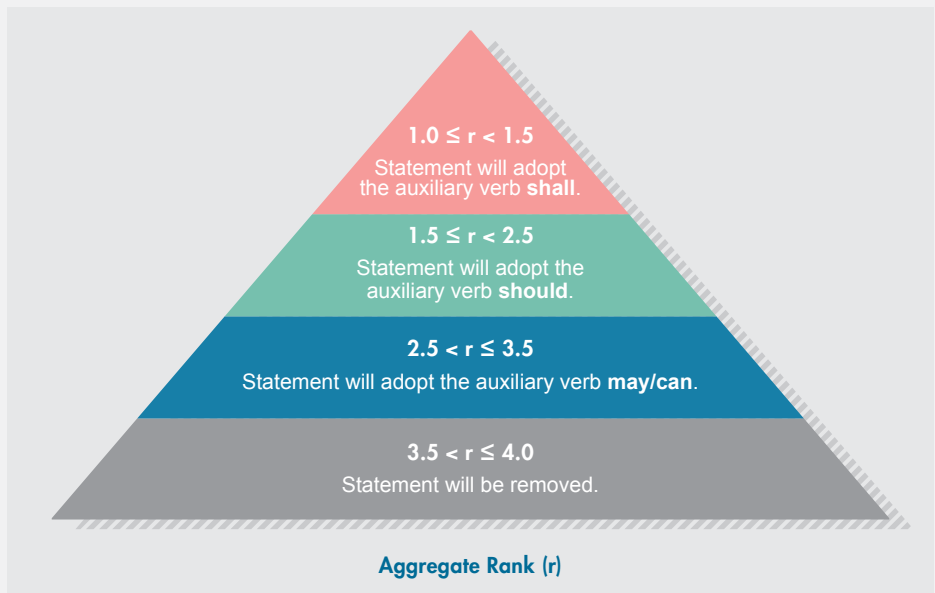 1.0 ≤ r < 1.5
Statement will adopt
the auxiliary verb shall.
1.5 ≤ r < 2.5
Statement will adopt the
auxiliary verb should.
2.5 < r ≤ 3.5
Statement will adopt the auxiliary verb may/can.
3.5 < r ≤ 4.0
Statement will be removed.
Aggregate Rank (r)